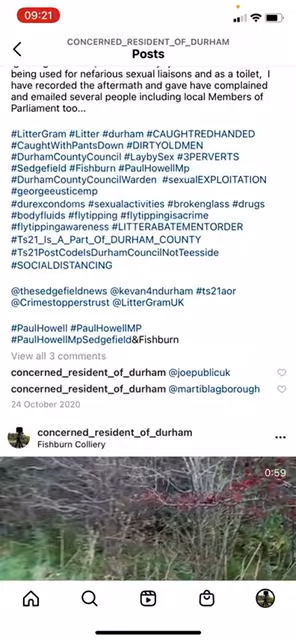 09:21
CONCERNED_RESIDENT_OF_DURHAM
Posts
being used for nefarious sexual liaisons and as a toilet, I
have recorded the aftermath and gave have complained
and emailed several people including local Members of
Parliament too...
#LitterGram #Litter #durham #CAUGHTREDHANDED
#CaughtWithPantsDown #DIRTYOLDMEN
#DurhamCountyCouncil #LaybySex #3PERVERTS
#Sedgefield #Fishburn #PaulHowellMp
#DurhamCountyCouncilWarden #sexualEXPLOITATION
#georgeeusticemp
#durexcondoms #sexualactivities #brokenglass #drugs
#bodyfluids #flytipping #flytippingisacrime
#flytippingawareness #LITTERABATEMENTORDER
#Ts21_Is_A_Part_Of_DURHAM_COUNTY
#Ts21PostCodeIsDurhamCouncilNotTeesside
#SOCIALDISTANCING
@thesedgefieldnews @kevan4ndurham #ts21aor
@Crimestopperstrust @LitterGramUK
#PaulHowell #PaulHowellMP
#PaulHowellMpSedgefield&Fishburn
View all 3 comments
concerned_resident_of_durham @joepublicuk
concerned_resident_of_durham @martiblagborough
24 October 2020
concerned_resident_of_durham
Fishburn Colliery
0:59